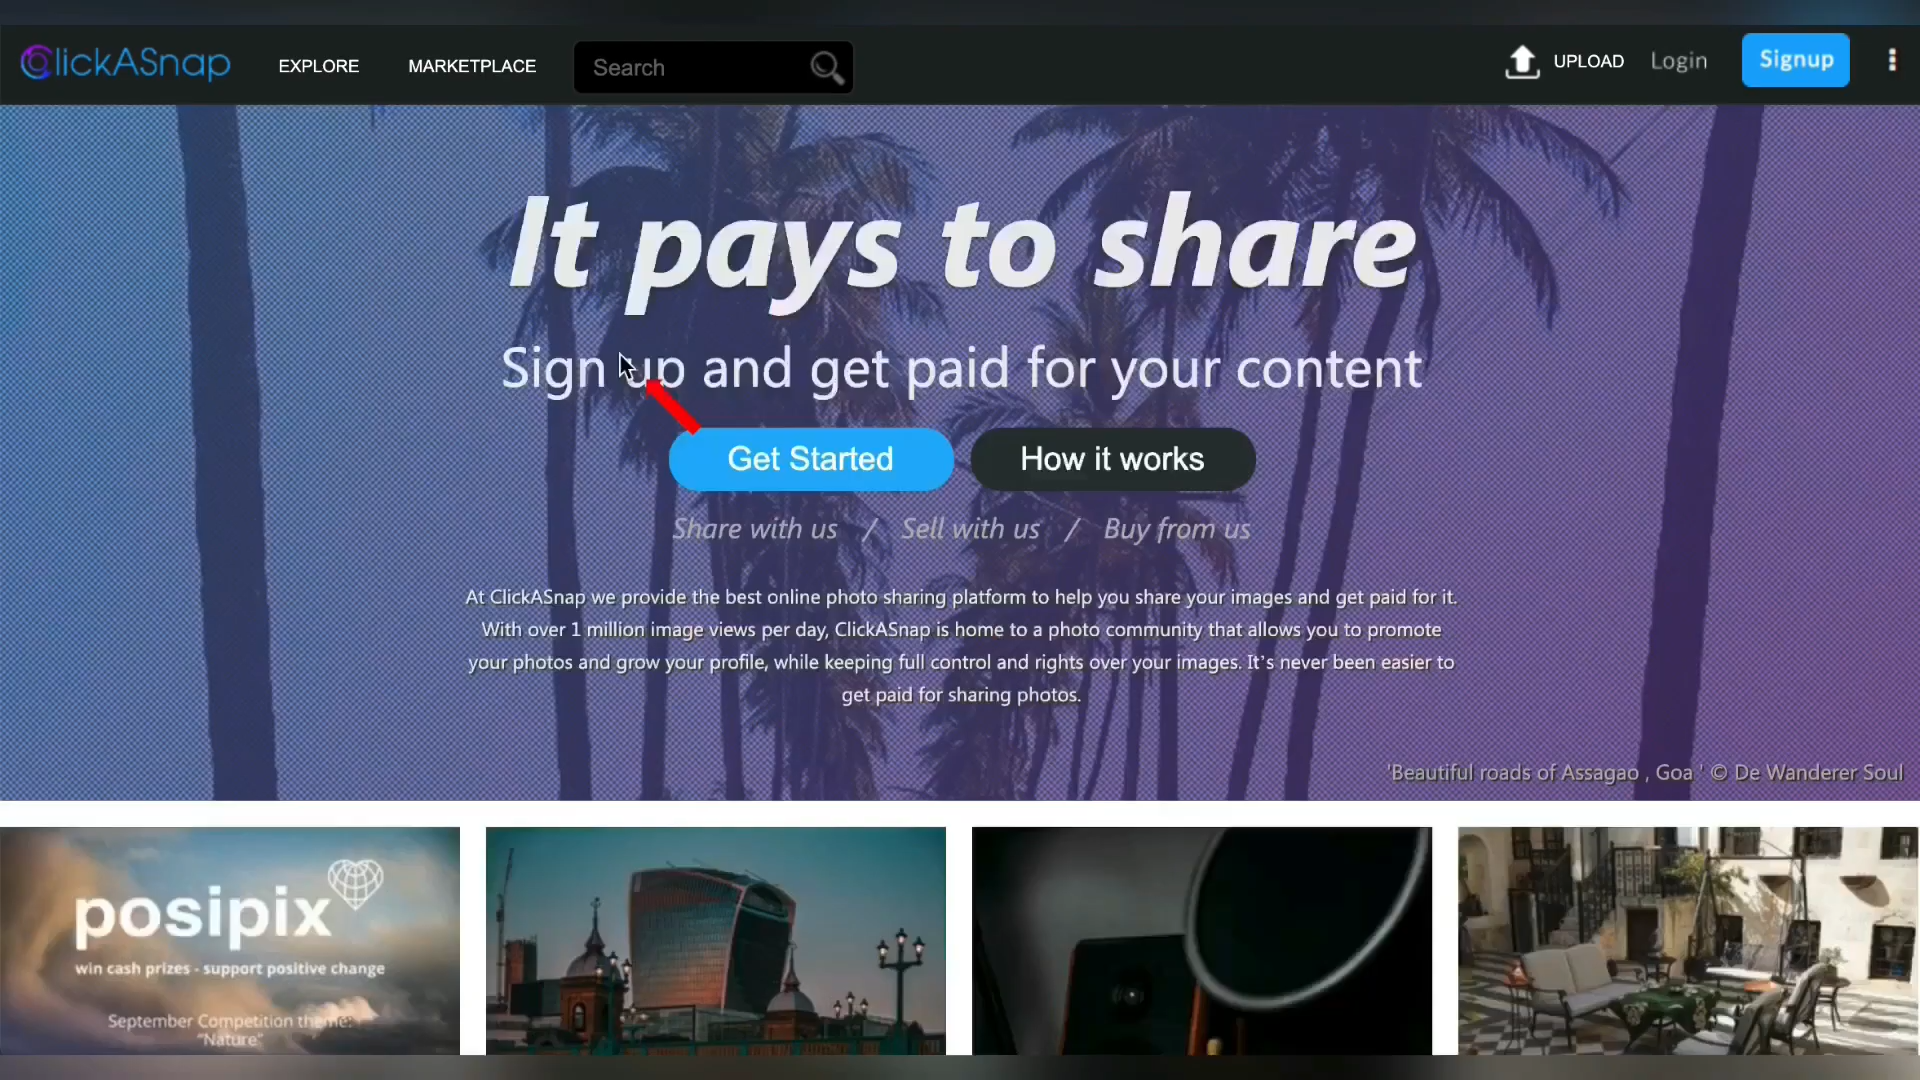 ClickASnap
EXPLORE
MARKETPLACE
Search
UPLOAD
Login
Signup
It pays to share
Sign up and get paid for your content
Get Started
How it works
Share with us / Sell with us / Buy from us
At ClickASnap we provide the best online photo sharing platform to help you share your images and get paid for it.
With over 1 million image views per day, ClickASnap is home to a photo community that allows you to promote
your photos and grow your profile, while keeping full control and rights over your images. It's never been easier to
get paid for sharing photos.
'Beautiful roads of Assagao , Goa ' © De Wanderer Soul
posipix
win cash prizes - support positive change
September Competition theme:
"Nature"